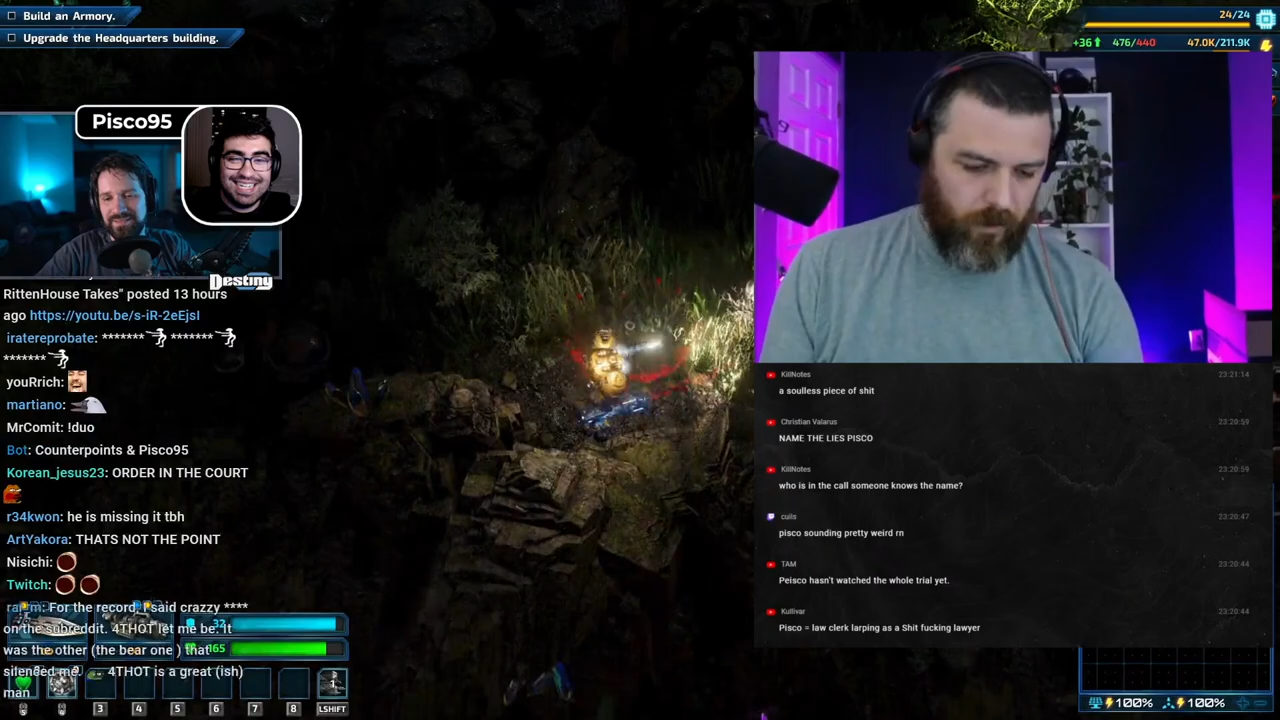 Build an Armory.
Upgrade the Headquarters building.
24/24
+36 476/440 47.0K/211.9K
Pisco95
Destiny
RittenHouse Takes" posted 13 hours
ago https://youtu.be/s-iR-2eEjsI
iratereprobate: ******* *******
*******
youRrich:
martiano:
MrComit: !duo
Bot: Counterpoints & Pisco95
Korean_jesus23: ORDER IN THE COURT
r34kwon: he is missing it tbh
ArtYakora: THATS NOT THE POINT
Nisichi:
Twitch:
For the record, I said crazzy ****
on the subreddit. 4THOT let me be. It
was the other (the bear one ) that
silenced me. ... 4THOT is a great (ish)
man
165
3 4 5 6 7 8 LSHIFT
KillNotes 23:21:14
a soulless piece of shit
Christian Valarus 23:20:59
NAME THE LIES PISCO
KillNotes 23:20:59
who is in the call someone knows the name?
cuils 23:20:47
pisco sounding pretty weird rn
TAM 23:20:44
Peisco hasn't watched the whole trial yet.
Kullivar 23:20:44
Pisco = law clerk larping as a Shit fucking lawyer
100% 100%